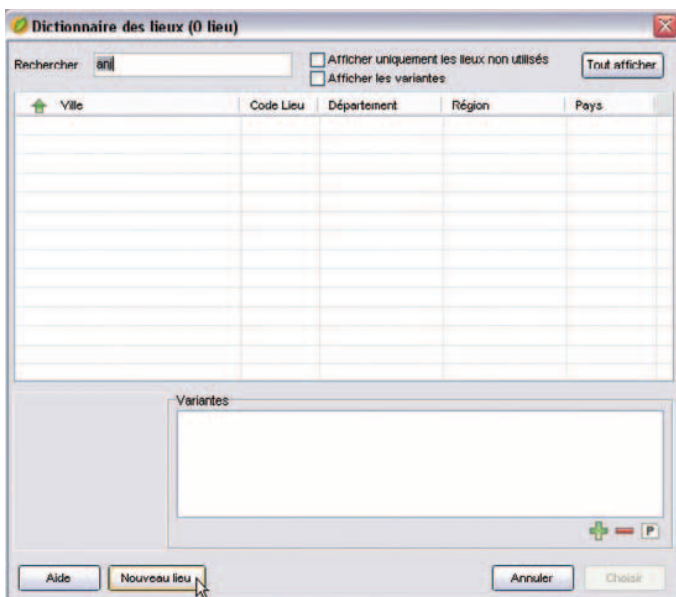 Dictionnaire des lieux (0 lieu)
Rechercher anj
Afficher uniquement les lieux non utilisés
Afficher les variantes
Tout afficher
Ville Code Lieu Département Région Pays
Variantes
P
Aide Nouveau lieu Annuler Choisir